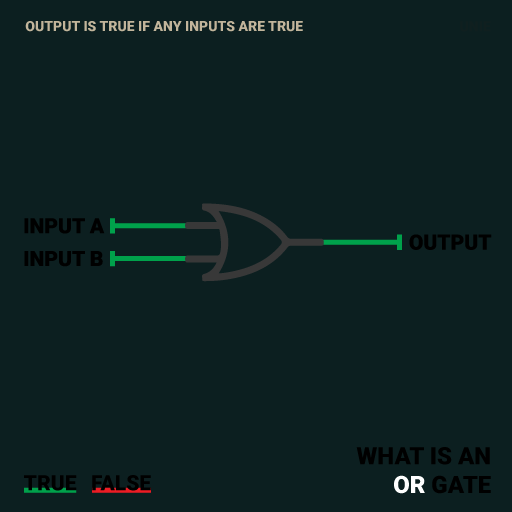 OUTPUT IS TRUE IF ANY INPUTS ARE TRUE
INPUT A
INPUT B
OUTPUT
TRUE FALSE
WHAT IS AN
OR GATE